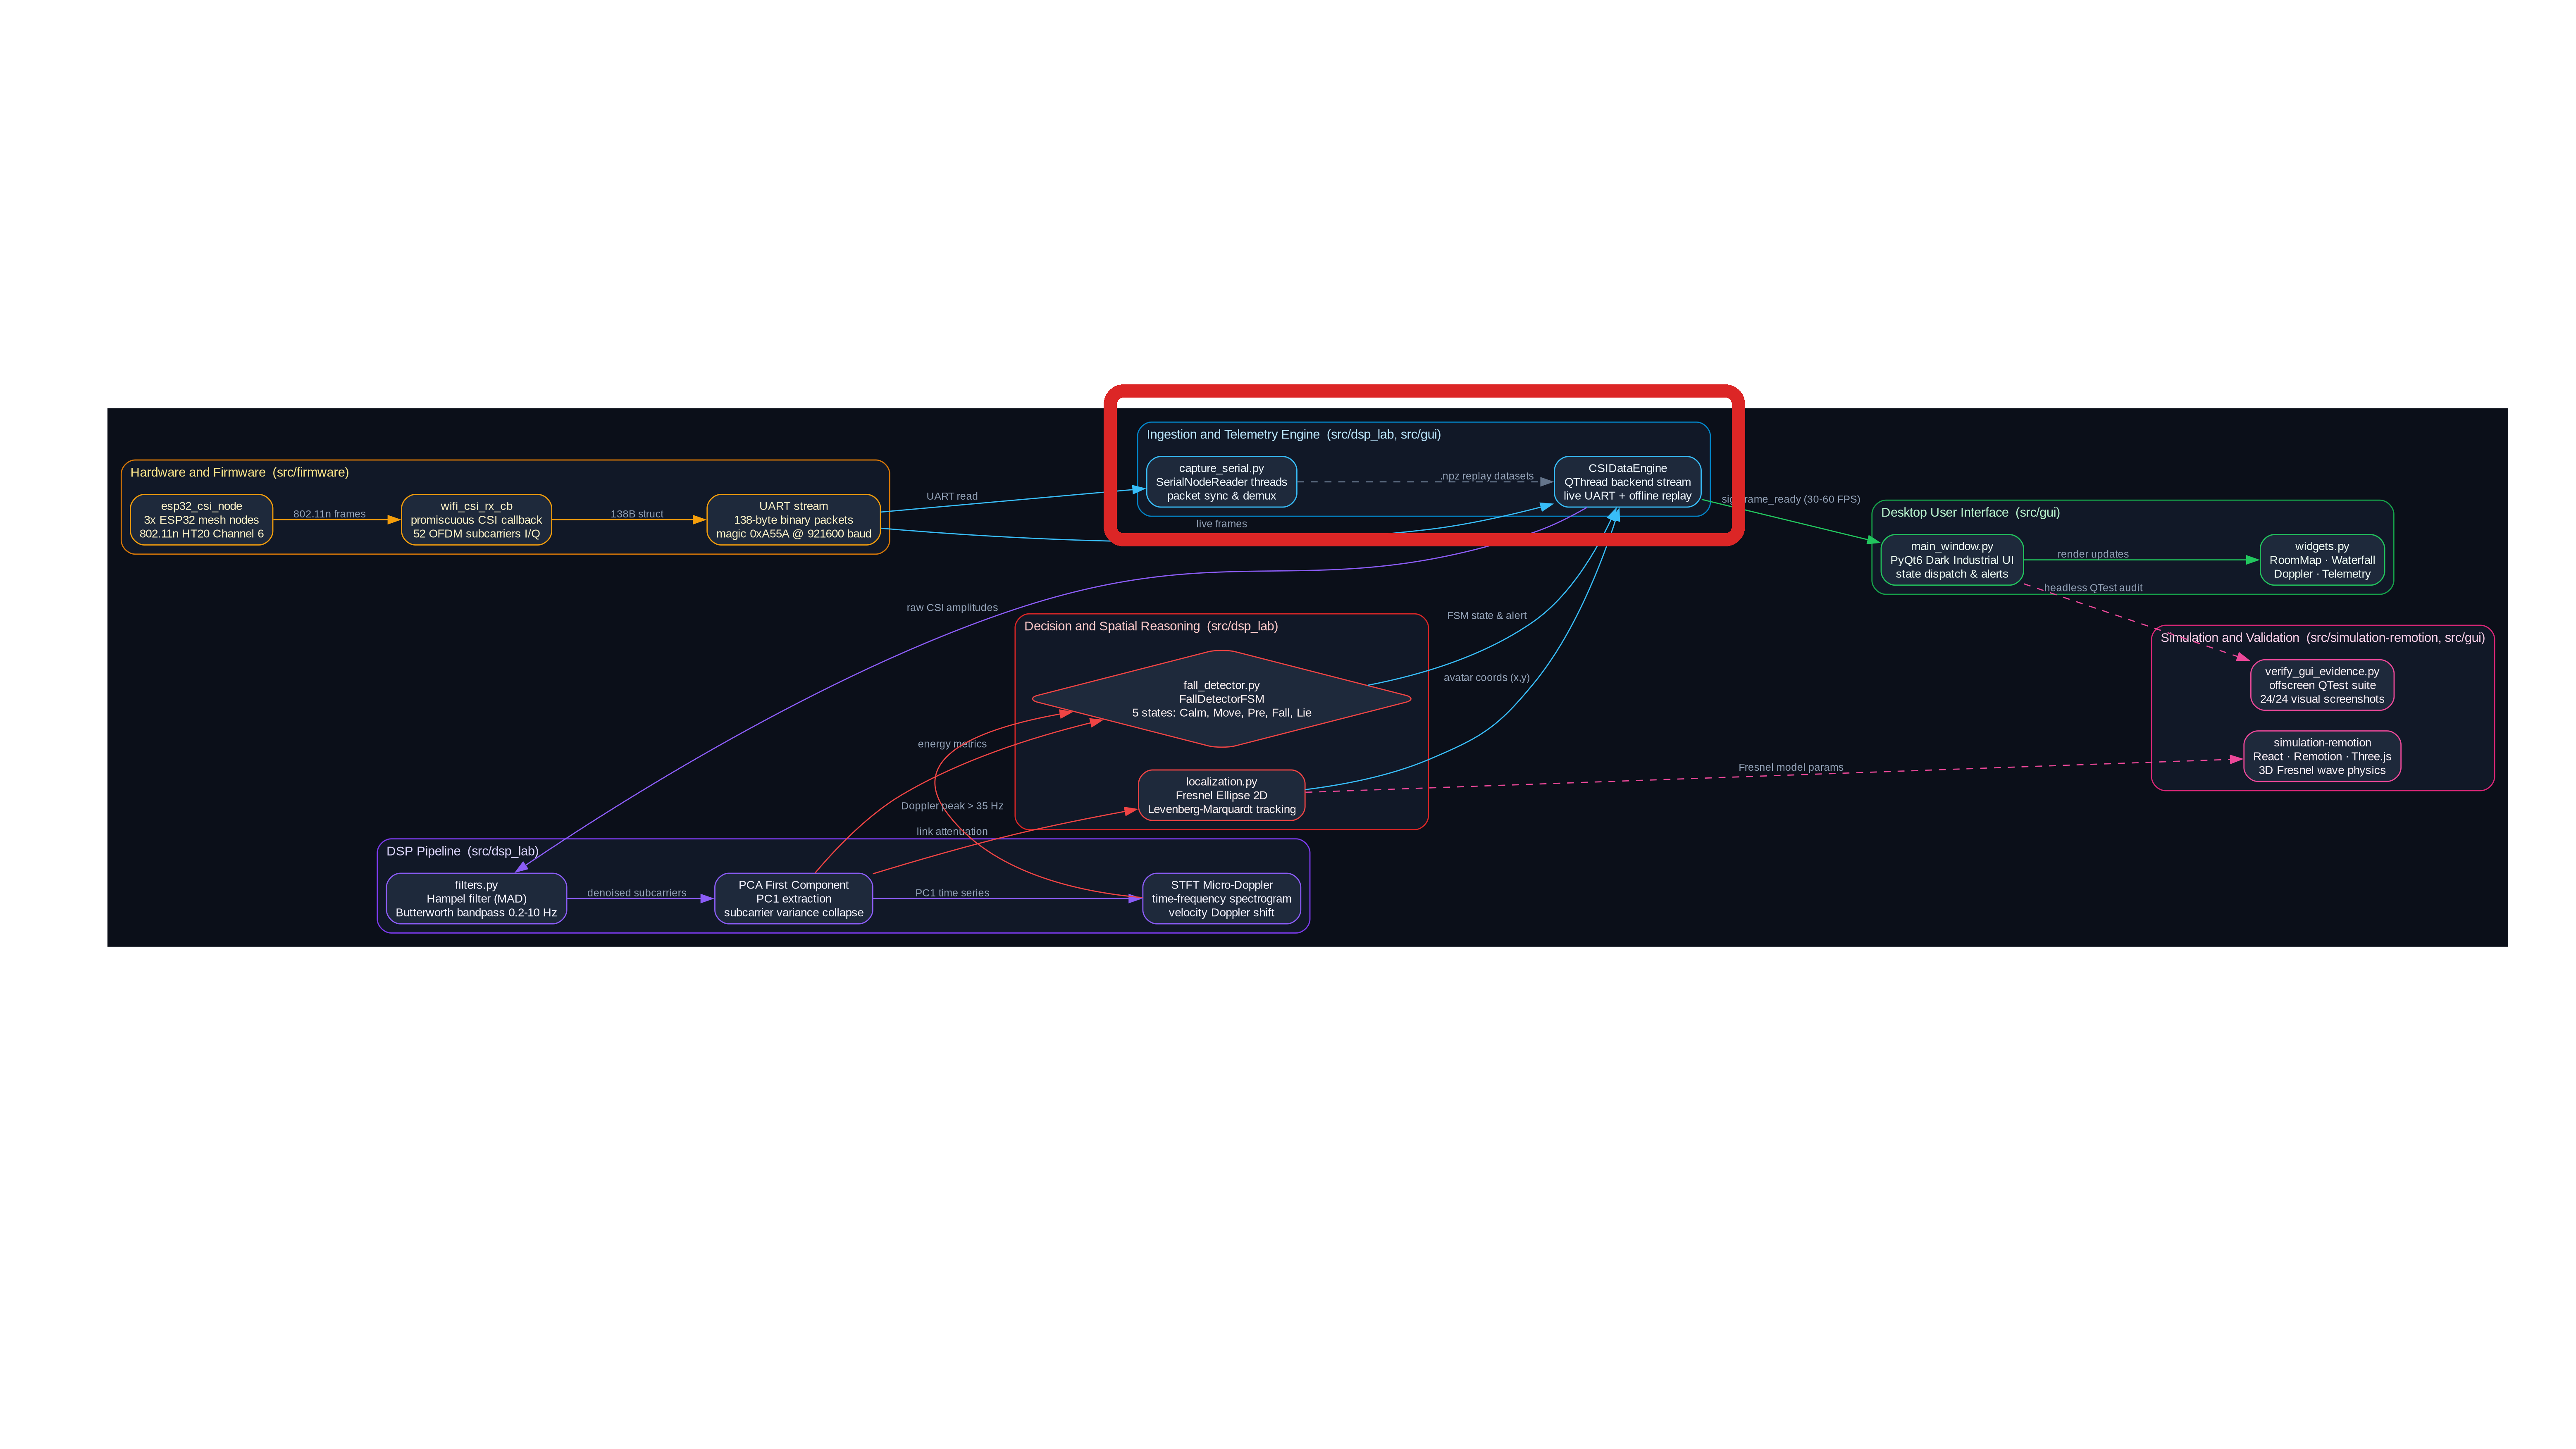 Ingestion and Telemetry Engine  (src/dsp_lab, src/gui)
capture_serial.py
SerialNodeReader threads
packet sync & demux
.npz replay datasets
CSIDataEngine
QThread backend stream
live UART + offline replay
Hardware and Firmware  (src/firmware)
esp32_csi_node
3x ESP32 mesh nodes
802.11n HT20 Channel 6
802.11n frames
wifi_csi_rx_cb
promiscuous CSI callback
52 OFDM subcarriers I/Q
138B struct
UART stream
138-byte binary packets
magic 0xA55A @ 921600 baud
UART read
live frames
(30-60 FPS)
Desktop User Interface  (src/gui)
main_window.py
PyQt6 Dark Industrial UI
state dispatch & alerts
render updates
widgets.py
RoomMap · Waterfall
Doppler · Telemetry
headless QTest audit
raw CSI amplitudes
Decision and Spatial Reasoning  (src/dsp_lab)
fall_detector.py
FallDetectorFSM
5 states: Calm, Move, Pre, Fall, Lie
FSM state & alert
avatar coords (x,y)
localization.py
Fresnel Ellipse 2D
Levenberg-Marquardt tracking
Simulation and Validation  (src/simulation-remotion, src/gui)
verify_gui_evidence.py
offscreen QTest suite
24/24 visual screenshots
simulation-remotion
React · Remotion · Three.js
3D Fresnel wave physics
Fresnel model params
energy metrics
Doppler peak > 35 Hz
link attenuation
DSP Pipeline  (src/dsp_lab)
filters.py
Hampel filter (MAD)
Butterworth bandpass 0.2-10 Hz
denoised subcarriers
PCA First Component
PC1 extraction
subcarrier variance collapse
PC1 time series
STFT Micro-Doppler
time-frequency spectrogram
velocity Doppler shift